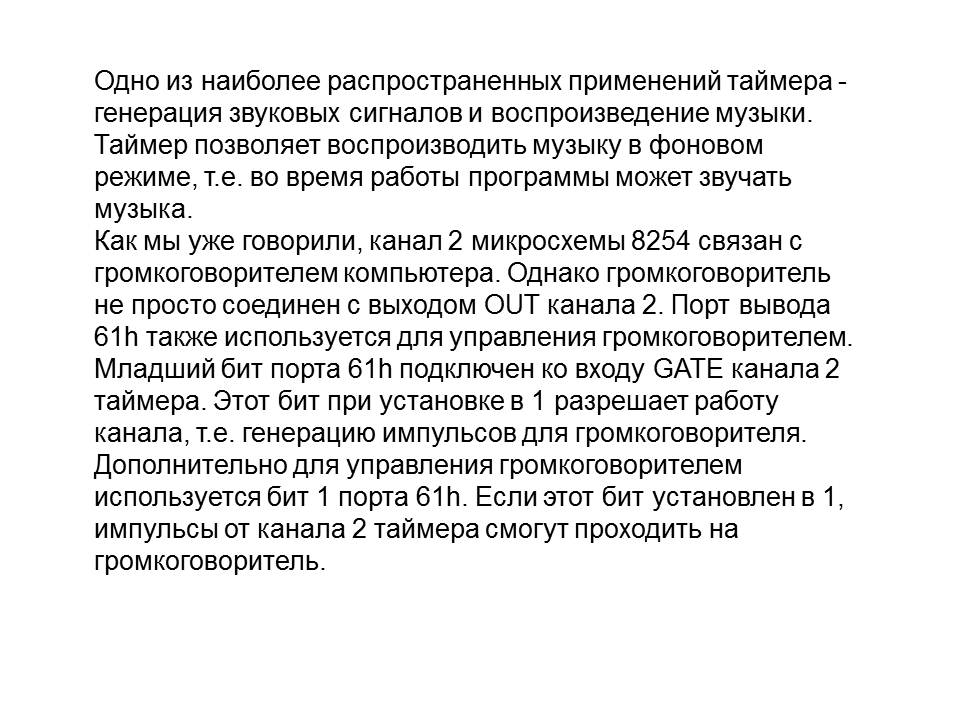 Одно из наиболее распространенных применений таймера -
генерация звуковых сигналов и воспроизведение музыки.
Таймер позволяет воспроизводить музыку в фоновом
режиме, т.е. во время работы программы может звучать
музыка.
Как мы уже говорили, канал 2 микросхемы 8254 связан с
громкоговорителем компьютера. Однако громкоговоритель
не просто соединен с выходом OUT канала 2. Порт вывода
61h также используется для управления громкоговорителем.
Младший бит порта 61h подключен ко входу GATE канала 2
таймера. Этот бит при установке в 1 разрешает работу
канала, т.е. генерацию импульсов для громкоговорителя.
Дополнительно для управления громкоговорителем
используется бит 1 порта 61h. Если этот бит установлен в 1,
импульсы от канала 2 таймера смогут проходить на
громкоговоритель.